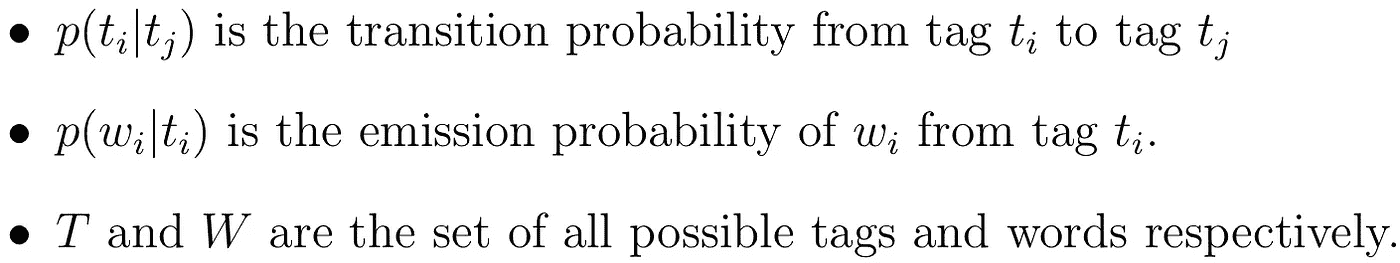 • $p(t_i|t_j)$ is the transition probability from tag $t_i$ to tag $t_j$
• $p(w_i|t_i)$ is the emission probability of $w_i$ from tag $t_i$.
• $T$ and $W$ are the set of all possible tags and words respectively.